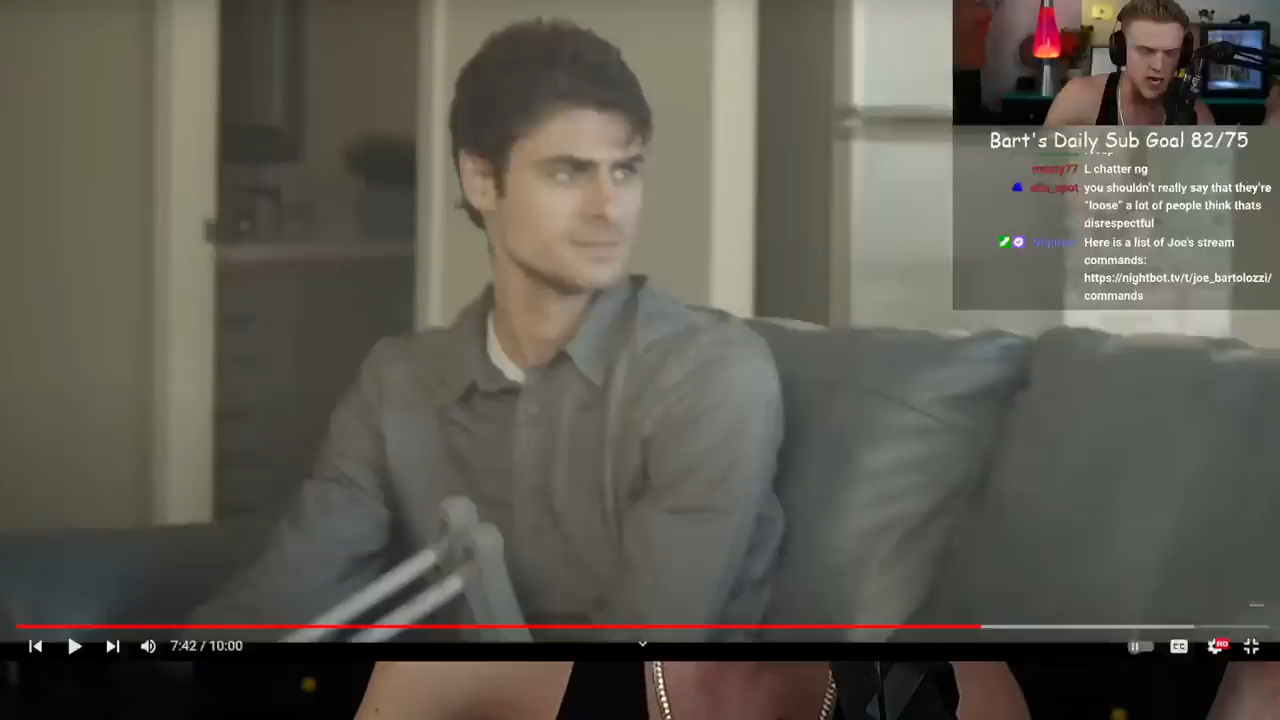 Bart's Daily Sub Goal 82/75
L chatter ng
you shouldn't really say that they're
"loose" a lot of people think thats
disrespectful
Here is a list of Joe's stream
commands:
https://nightbot.tv/t/joe_bartolozzi/
commands
7:42 / 10:00
CC
HD